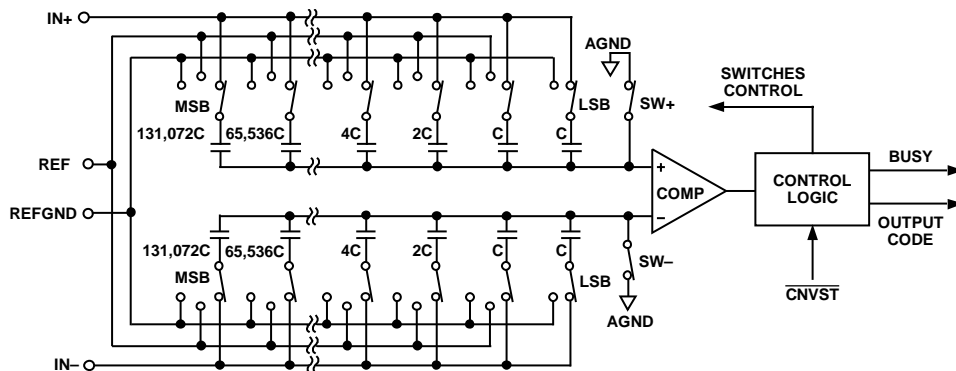 IN+
AGND
SWITCHES
CONTROL
MSB
LSB
SW+
131,072C 65,536C 4C 2C C C
REF
BUSY
+
COMP
CONTROL
LOGIC
REFGND
–
OUTPUT
CODE
131,072C 65,536C 4C 2C C C
MSB
LSB
SW–
CNVST
AGND
IN–